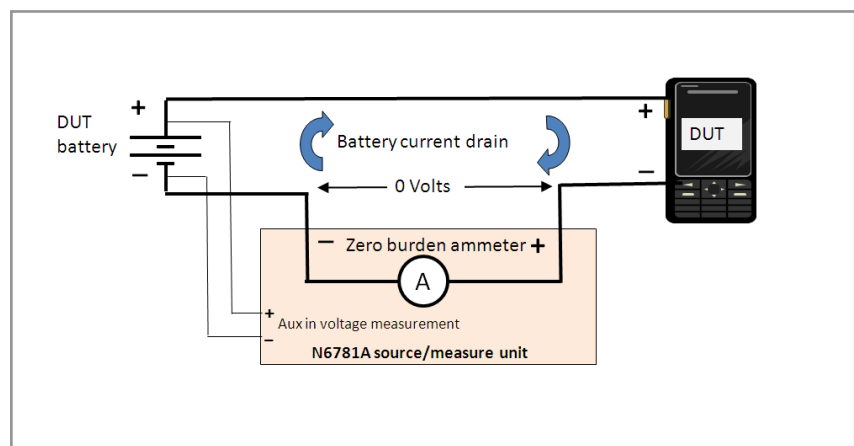 +
DUT
battery
−
Battery current drain
0 Volts
+
DUT
−
− Zero burden ammeter +
A
+
Aux in voltage measurement
−
N6781A source/measure unit